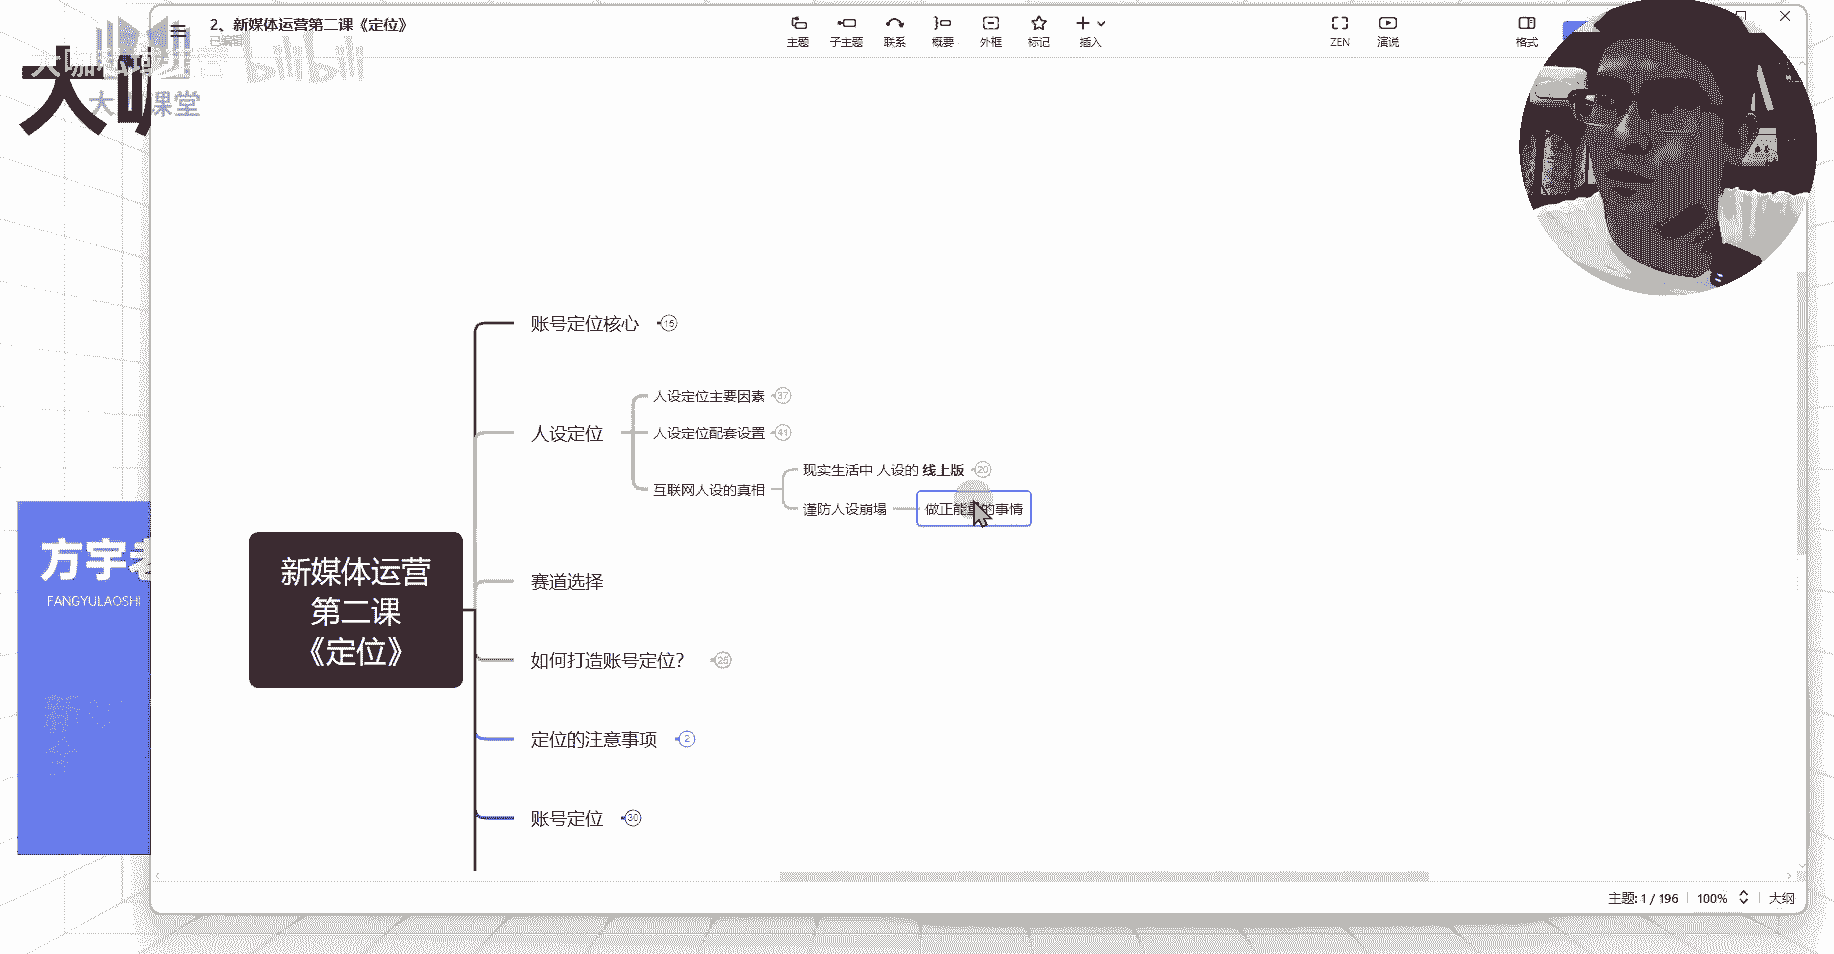 2、新媒体运营第二课《定位》
已编辑
主题
子主题
联系
概要
外框
标记
插入
ZEN
演说
格式
bilibili
大
课堂
账号定位核心 15
人设定位主要因素 37
人设定位
人设定位配套设置 41
现实生活中 人设的 线上版 20
互联网人设的真相
谨防人设崩塌
做正能量的事情
方宇老
FANGYULAOSHI
新媒体运营
第二课
《定位》
赛道选择
如何打造账号定位? 25
定位的注意事项 2
账号定位 30
主题: 1 / 196
100%
大纲